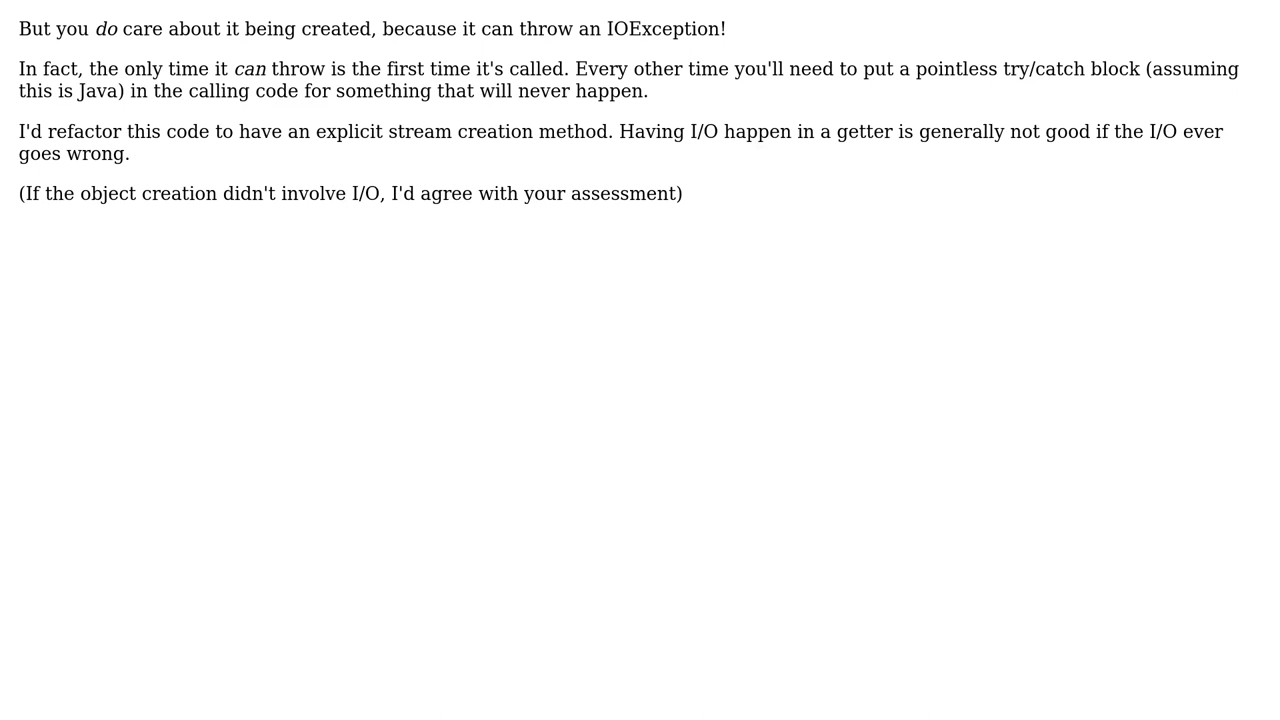 But you do care about it being created, because it can throw an IOException!
In fact, the only time it can throw is the first time it's called. Every other time you'll need to put a pointless try/catch block (assuming
this is Java) in the calling code for something that will never happen.
I'd refactor this code to have an explicit stream creation method. Having I/O happen in a getter is generally not good if the I/O ever
goes wrong.
(If the object creation didn't involve I/O, I'd agree with your assessment)